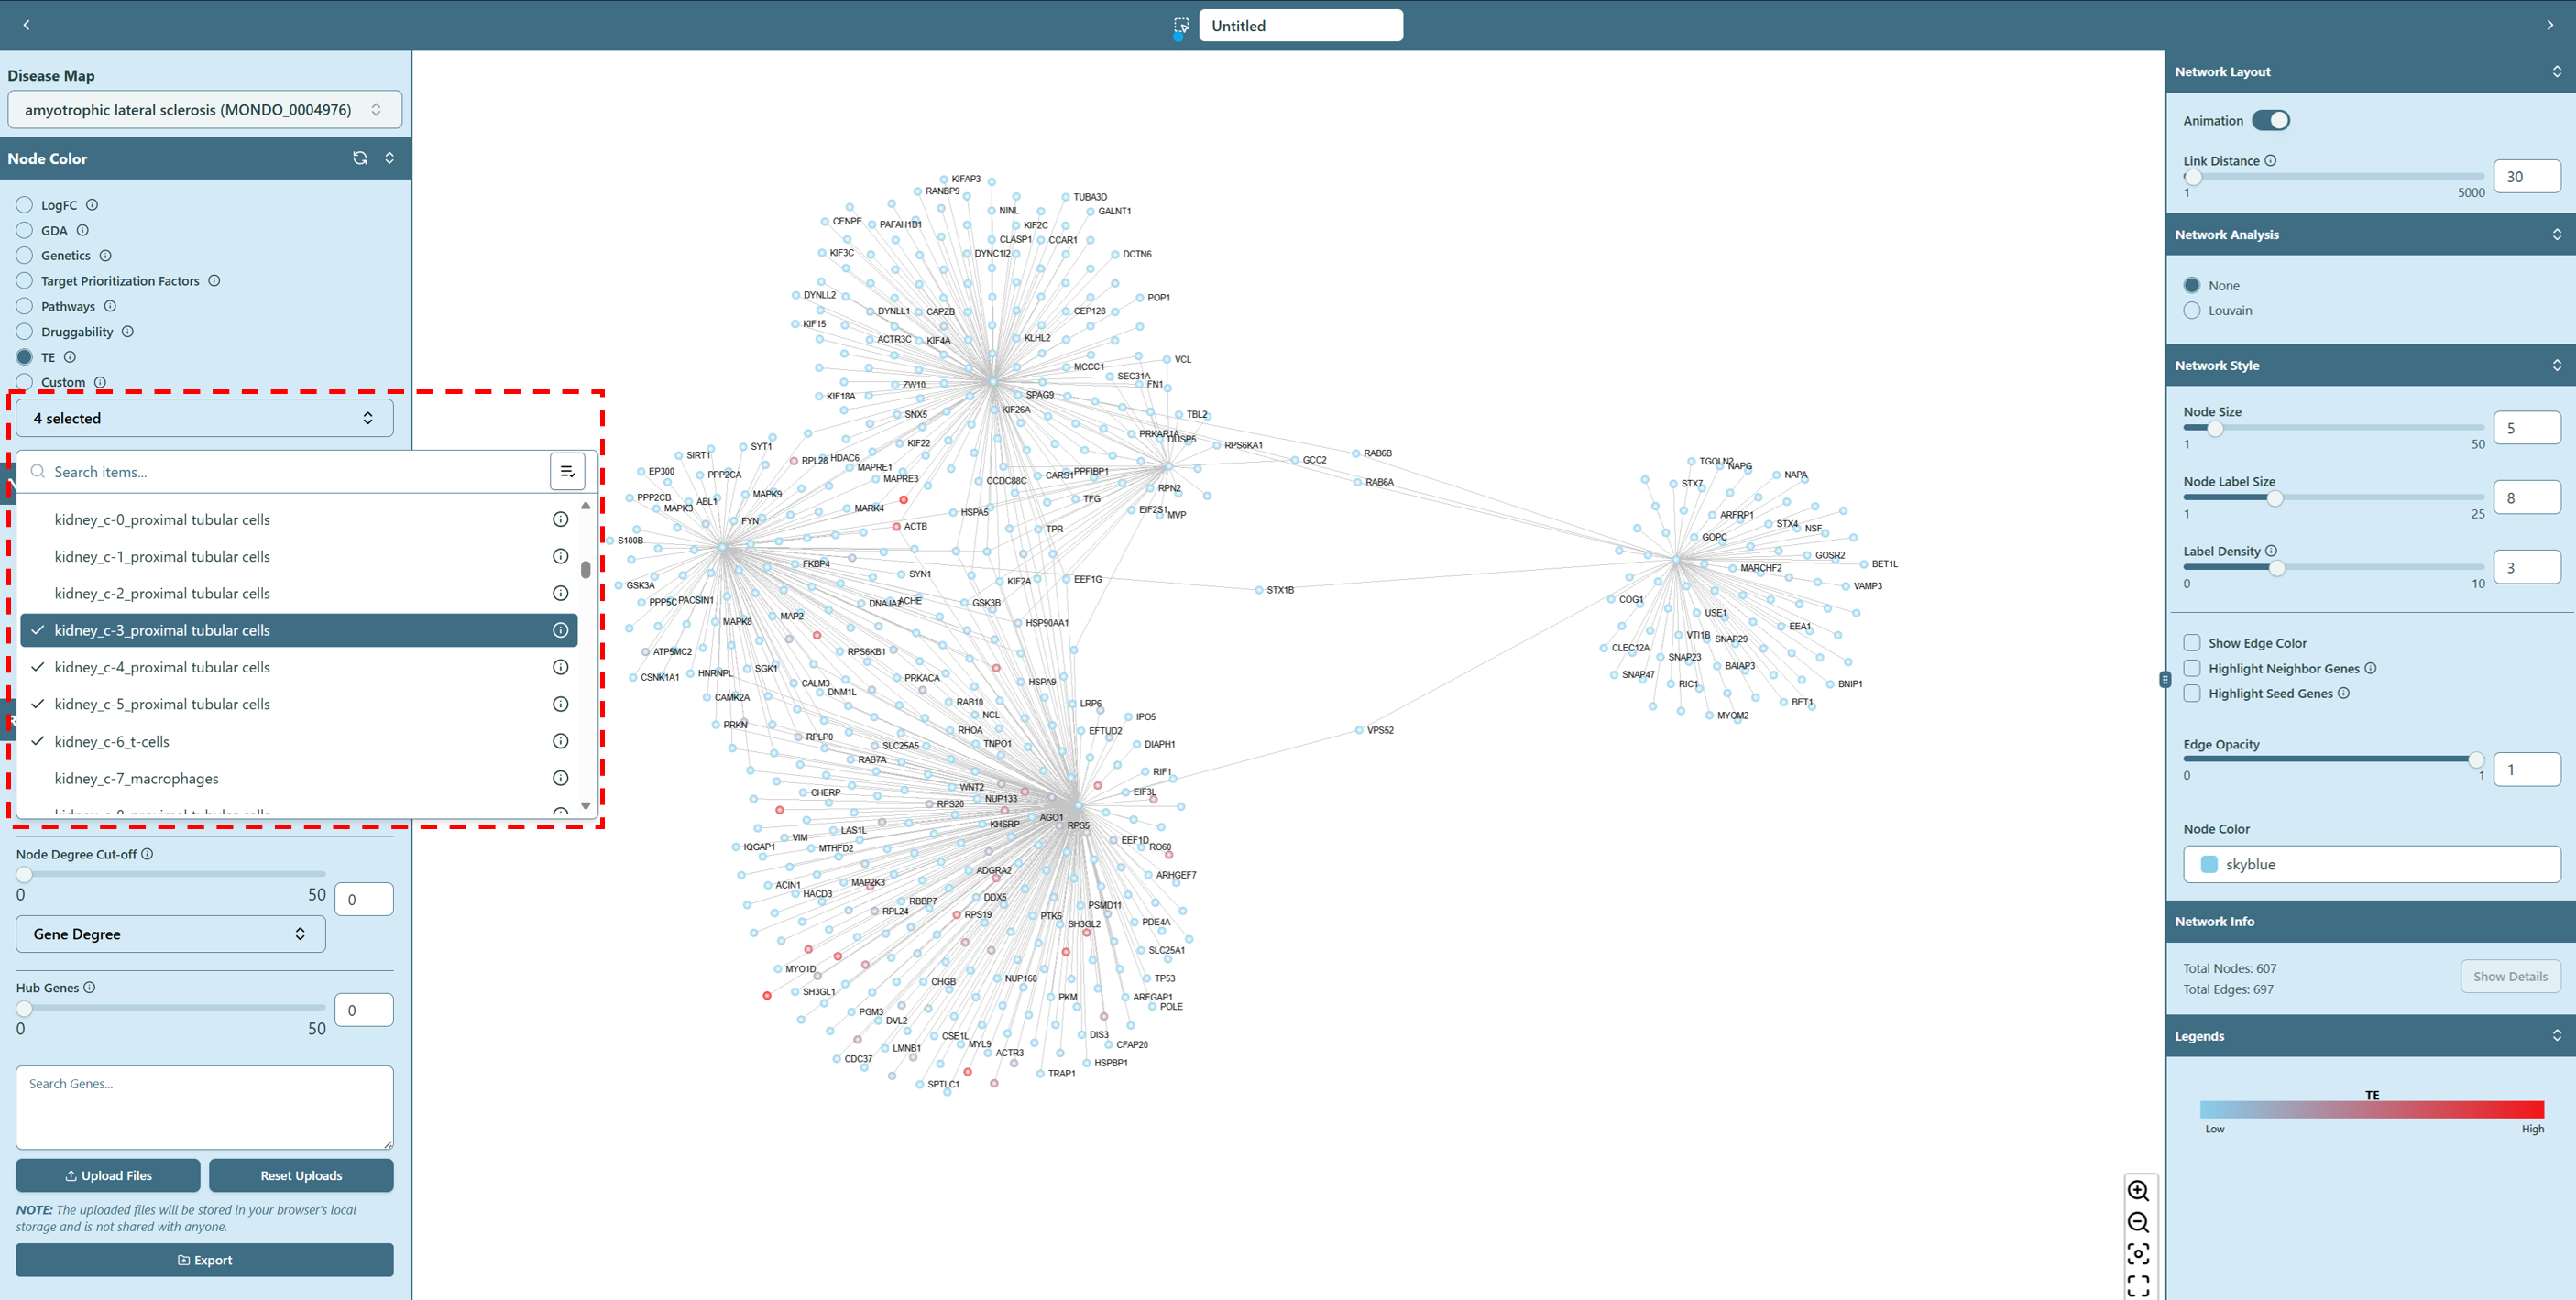 Untitled
Disease Map
amyotrophic lateral sclerosis (MONDO_0004976)
Node Color
LogFC
GDA
Genetics
Target Prioritization Factors
Pathways
Druggability
TE
Custom
4 selected
Search items...
kidney_c-0_proximal tubular cells
kidney_c-1_proximal tubular cells
kidney_c-2_proximal tubular cells
kidney_c-3_proximal tubular cells
kidney_c-4_proximal tubular cells
kidney_c-5_proximal tubular cells
kidney_c-6_t-cells
kidney_c-7_macrophages
Node Degree Cut-off
0 50 0
Gene Degree
Hub Genes
0 50 0
Search Genes...
Upload Files
Reset Uploads
NOTE: The uploaded files will be stored in your browser's local
storage and is not shared with anyone.
Export
KIFAP3
RANBP9
TUBA3D
NINL
GALNT1
CENPE
PAFAH1B1
KIF2C
CLASP1
CCAR1
KIF3C
DYNC1I2
DCTN6
DYNLL2
POP1
DYNLL1
CAPZB
CEP128
KIF15
ACTR3C
KIF4A
KLHL2
VCL
MCCC1
SEC31A
FN1
ZW10
KIF18A
SPAG9
KIF26A
SNX5
TBL2
PRKAR1A
DUSP5
KIF22
RPS6KA1
SYT1
SIRT1
RPL28
HDAC6
MAPRE1
GCC2
RAB6B
EP300
PPP2CA
MAPRE3
CCDC88C
CARS1
PPFIBP1
RAB6A
RPN2
PPP2CB
ABL1
MAPK9
TFG
MAPK3
MARK4
HSPA5
EIF2S1
MVP
FYN
ACTB
TPR
S100B
FKBP4
SYN1
KIF2A
EEF1G
GSK3A
STX1B
PPP5C
PACSIN1
DNAJA2
ACHE
GSK3B
MAPK8
MAP2
HSP90AA1
ATP5MC2
RPS6KB1
CSNK1A1
HNRNPL
SGK1
CALM3
PRKACA
HSPA9
CAMK2A
DNM1L
RAB10
LRP6
NCL
IPO5
PRKN
RPLP0
RHOA
EFTUD2
SLC25A5
TNPO1
DIAPH1
VPS52
RAB7A
RIF1
WNT2
CHERP
NUP133
EIF3L
RPS20
AGO1
KHSRP
RPS5
VIM
LAS1L
IQGAP1
MTHFD2
EEF1D
RO60
ADGRA2
ACIN1
MAP2K3
ARHGEF7
HACD3
RBBP7
DDX5
RPL24
RPS19
PSMD11
PTK6
SH3GL2
PDE4A
SLC25A1
MYO1D
CHGB
NUP160
TP53
SH3GL1
PKM
ARFGAP1
POLE
PGM3
DVL2
CSE1L
DIS3
MYL9
CFAP20
LMNB1
ACTR3
CDC37
HSPBP1
TRAP1
SPTLC1
TGOLN2
NAPG
NAPA
STX7
ARFRP1
STX4
NSF
GOPC
GOSR2
BET1L
MARCHF2
VAMP3
COG1
USE1
EEA1
VTI1B
SNAP29
CLEC12A
SNAP23
BAIAP3
SNAP47
RIC1
BNIP1
BET1
MYOM2
Network Layout
Animation
Link Distance
1 5000 30
Network Analysis
None
Louvain
Network Style
Node Size
1 50 5
Node Label Size
1 25 8
Label Density
0 10 3
Show Edge Color
Highlight Neighbor Genes
Highlight Seed Genes
Edge Opacity
0 1 1
Node Color
skyblue
Network Info
Total Nodes: 607
Total Edges: 697
Show Details
Legends
TE
Low High